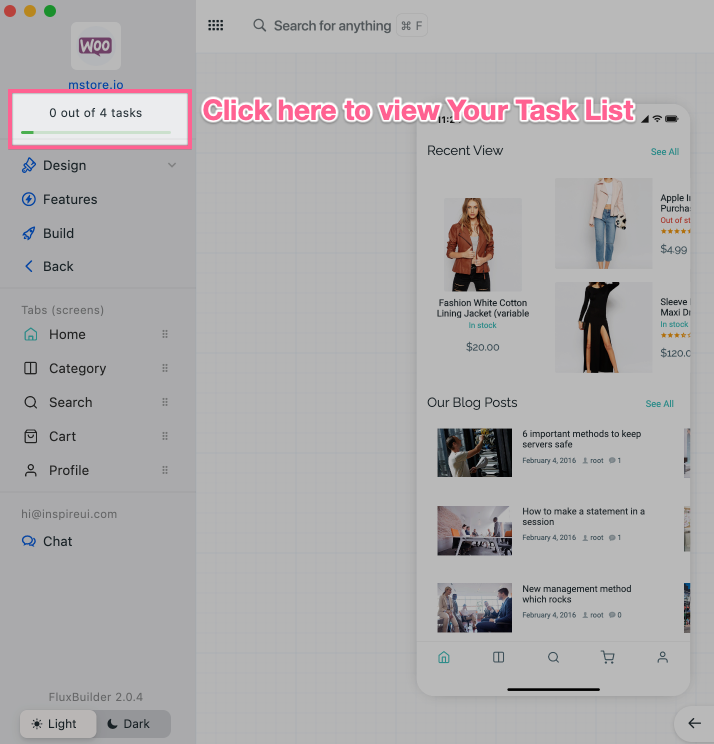 Search for anything ⌘ F
WOO
mstore.io
0 out of 4 tasks
Click here to view Your Task List
Design
Features
Build
Back
Tabs (screens)
Home
Category
Search
Cart
Profile
hi@inspireui.com
Chat
FluxBuilder 2.0.4
Light
Dark
Recent View
See All
Fashion White Cotton
Lining Jacket (variable
In stock
$20.00
Out of st
$4.99
Sleeve
Maxi Dr
In stock
$120.0
Our Blog Posts
See All
6 important methods to keep
servers safe
February 4, 2016 root 1
How to make a statement in a
session
February 4, 2016 root 1
New management method
which rocks
February 4, 2016 root 0